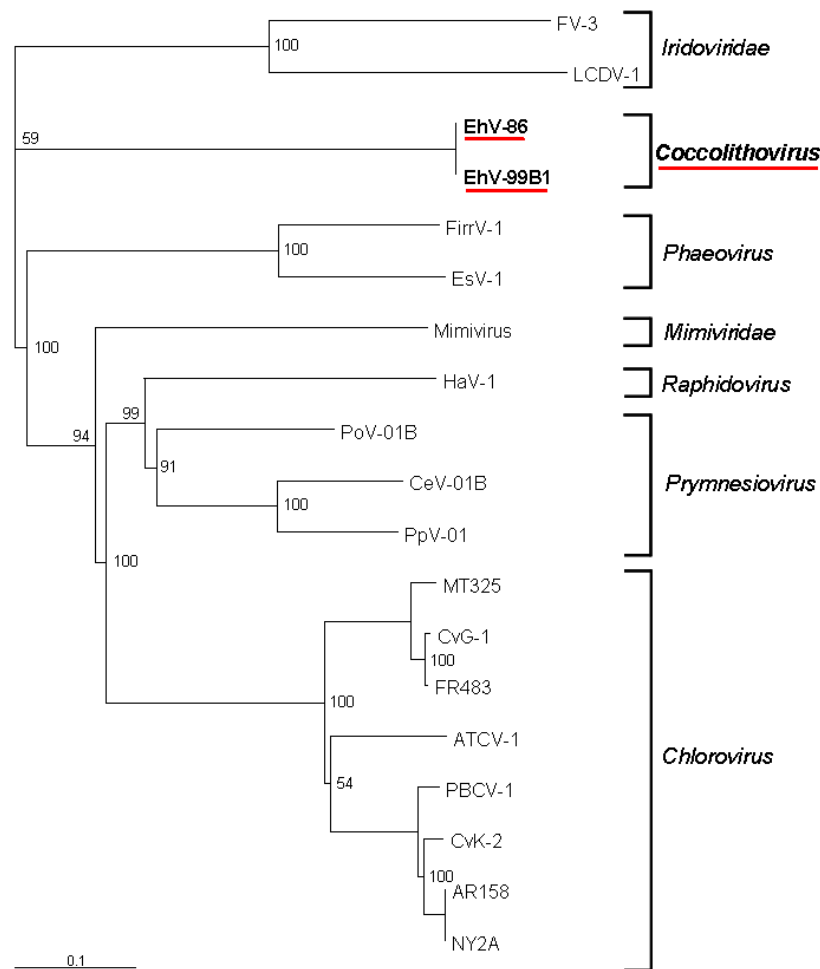 FV-3
100
Iridoviridae
LCDV-1
EhV-86
59
Coccolithovirus
EhV-99B1
FirrV-1
100
Phaeovirus
EsV-1
Mimivirus
Mimiviridae
100
HaV-1
Raphidovirus
99
PoV-01B
94
91
CeV-01B
Prymnesiovirus
100
PpV-01
100
MT325
CvG-1
100
FR483
100
ATCV-1
Chlorovirus
54
PBCV-1
CvK-2
100
AR158
NY2A
0.1